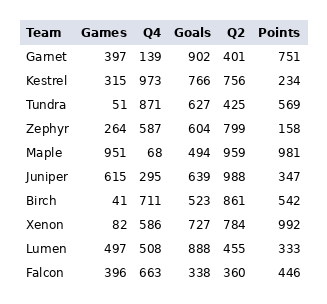 Team Games Q4 Goals Q2 Points
Garnet 397 139 902 401 751
Kestrel 315 973 766 756 234
Tundra 51 871 627 425 569
Zephyr 264 587 604 799 158
Maple 951 68 494 959 981
Juniper 615 295 639 988 347
Birch 41 711 523 861 542
Xenon 82 586 727 784 992
Lumen 497 508 888 455 333
Falcon 396 663 338 360 446